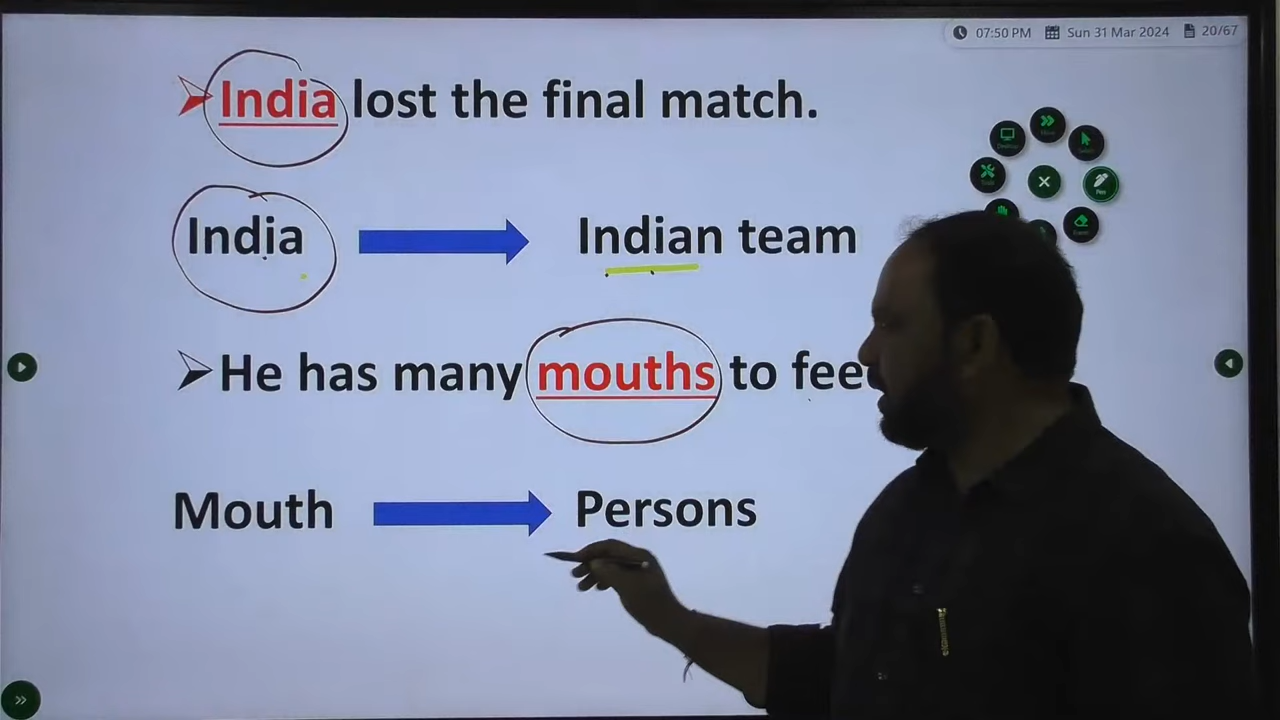 07:50 PM Sun 31 Mar 2024 20/67
India lost the final match.
India Indian team
He has many mouths to fee
Mouth Persons
Pen